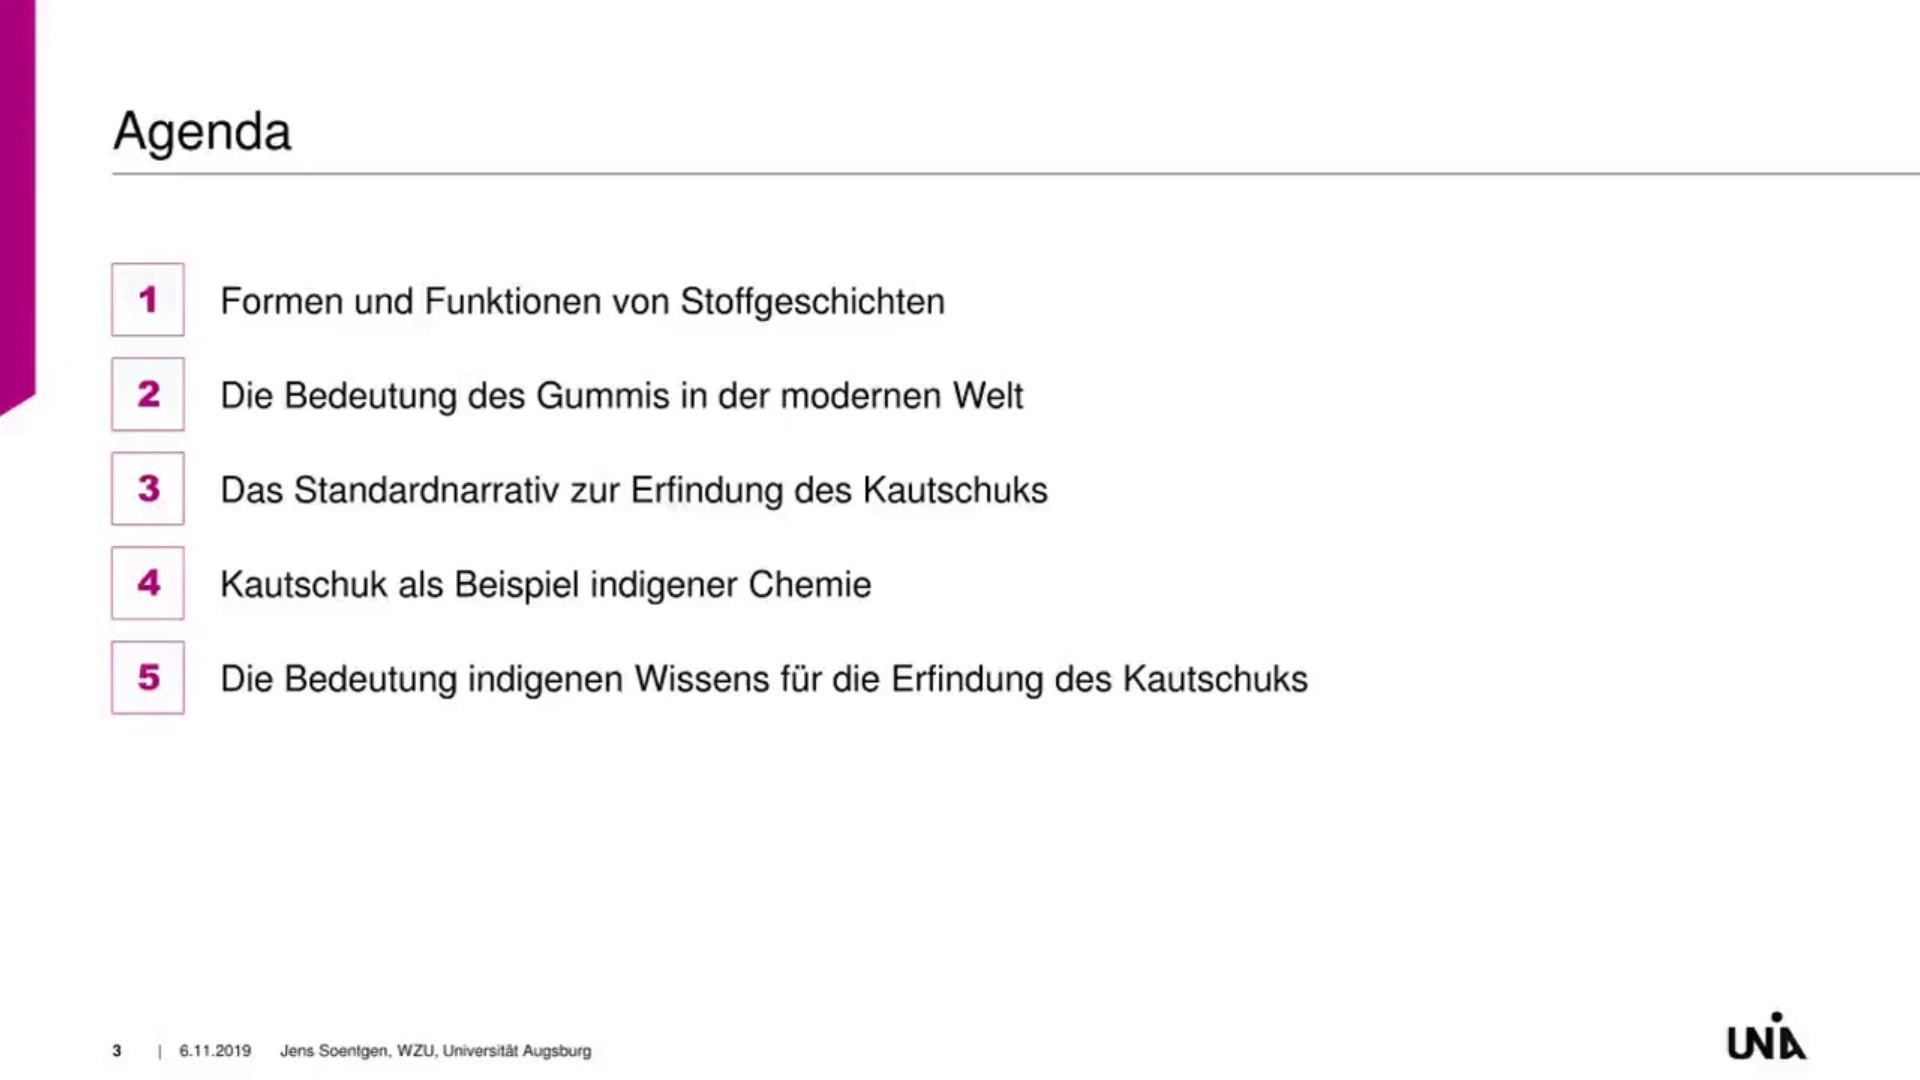 Agenda
1 Formen und Funktionen von Stoffgeschichten
2 Die Bedeutung des Gummis in der modernen Welt
3 Das Standardnarrativ zur Erfindung des Kautschuks
4 Kautschuk als Beispiel indigener Chemie
5 Die Bedeutung indigenen Wissens für die Erfindung des Kautschuks
3 | 6.11.2019 Jens Soentgen, WZU, Universität Augsburg
UNIA